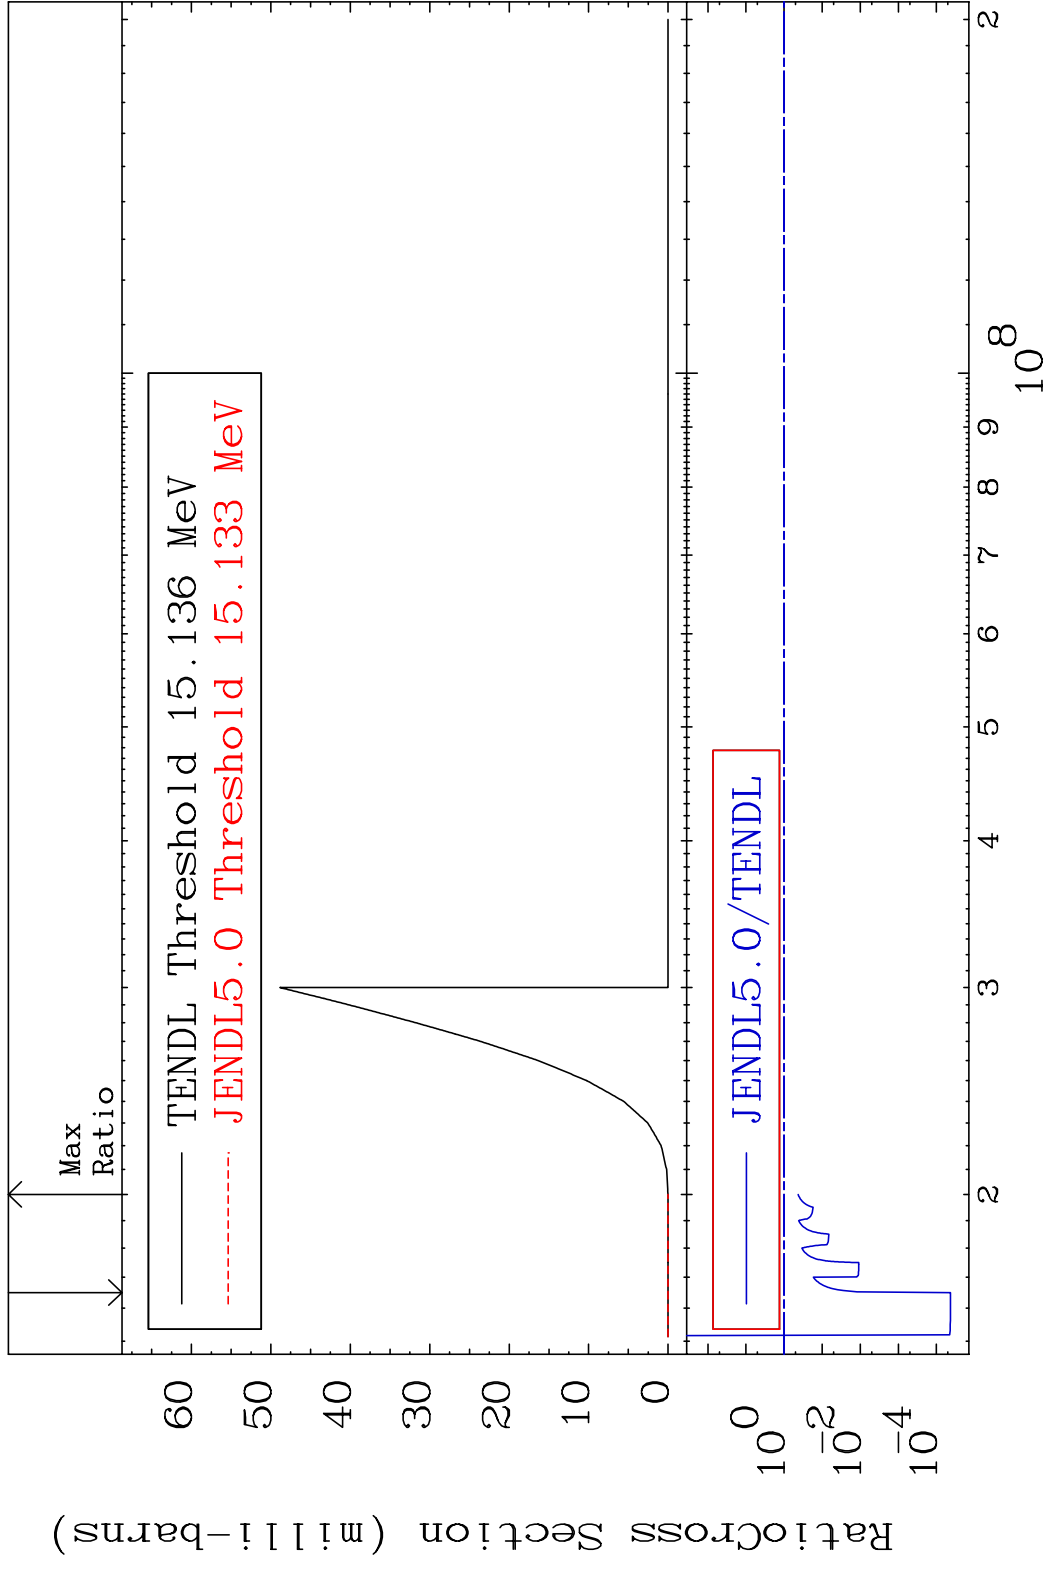 Max
Ratio
TENDL Threshold 15.136 MeV
JENDL5.0 Threshold 15.133 MeV
60
50
40
30
20
10
0
Cross Section (milli-barns)
JENDL5.0/TENDL
10 0
10 -2
10 -4
Ratio
2
3
4
5
6
7
8
9
10 8
2